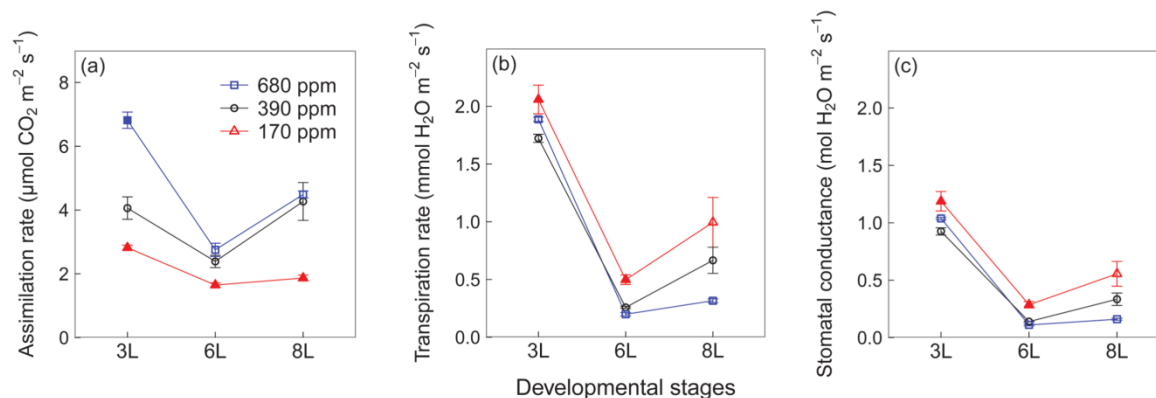 Assimilation rate (μmol CO₂ m⁻² s⁻¹)
(a)
8
6
4
2
0
680 ppm
390 ppm
170 ppm
3L 6L 8L
Transpiration rate (mmol H₂O m⁻² s⁻¹)
(b)
2.0
1.5
1.0
0.5
0.0
3L 6L 8L
Developmental stages
Stomatal conductance (mol H₂O m⁻² s⁻¹)
(c)
2.0
1.5
1.0
0.5
0.0
3L 6L 8L